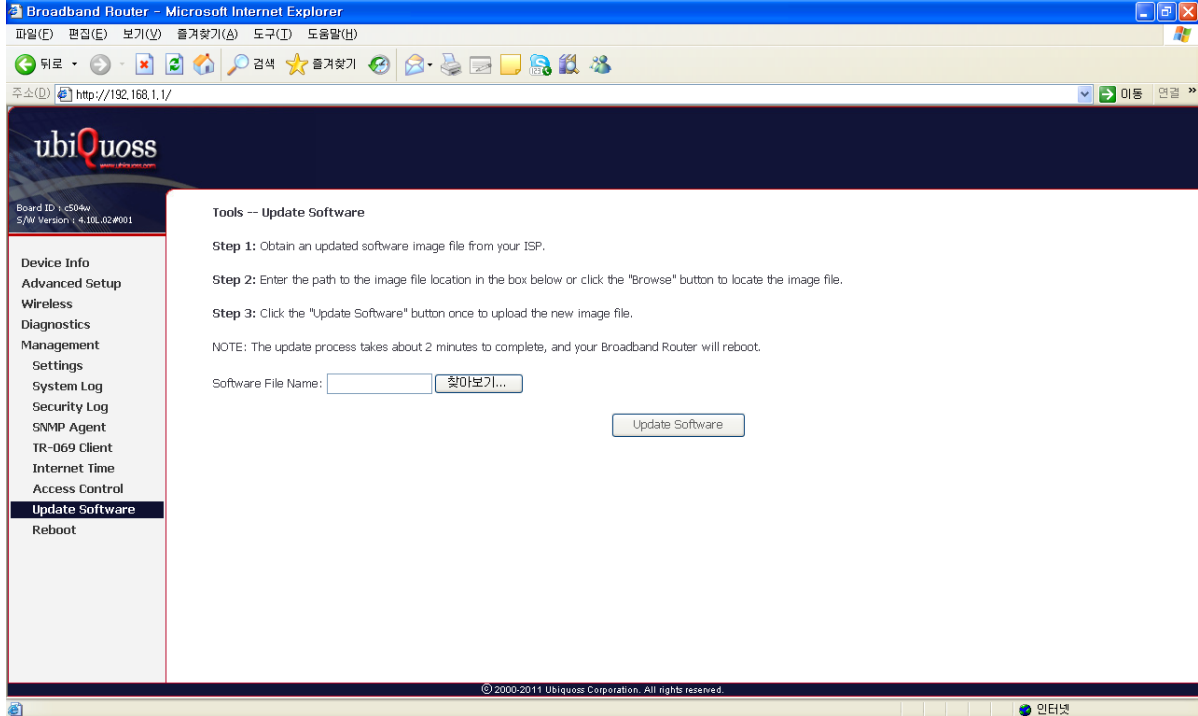 Broadband Router - Microsoft Internet Explorer
파일(F) 편집(E) 보기(V) 즐겨찾기(A) 도구(T) 도움말(H)
뒤로 검색 즐겨찾기
주소(D) http://192,168,1,1/ 이동 연결 »
ubiQuoss
www.ubiquoss.com
Board ID : c504w
S/W Version : 4.10L.02#001
Device Info
Advanced Setup
Wireless
Diagnostics
Management
Settings
System Log
Security Log
SNMP Agent
TR-069 Client
Internet Time
Access Control
Update Software
Reboot
Tools -- Update Software
Step 1: Obtain an updated software image file from your ISP.
Step 2: Enter the path to the image file location in the box below or click the "Browse" button to locate the image file.
Step 3: Click the "Update Software" button once to upload the new image file.
NOTE: The update process takes about 2 minutes to complete, and your Broadband Router will reboot.
Software File Name: 찾아보기...
Update Software
© 2000-2011 Ubiquoss Corporation. All rights reserved.
인터넷